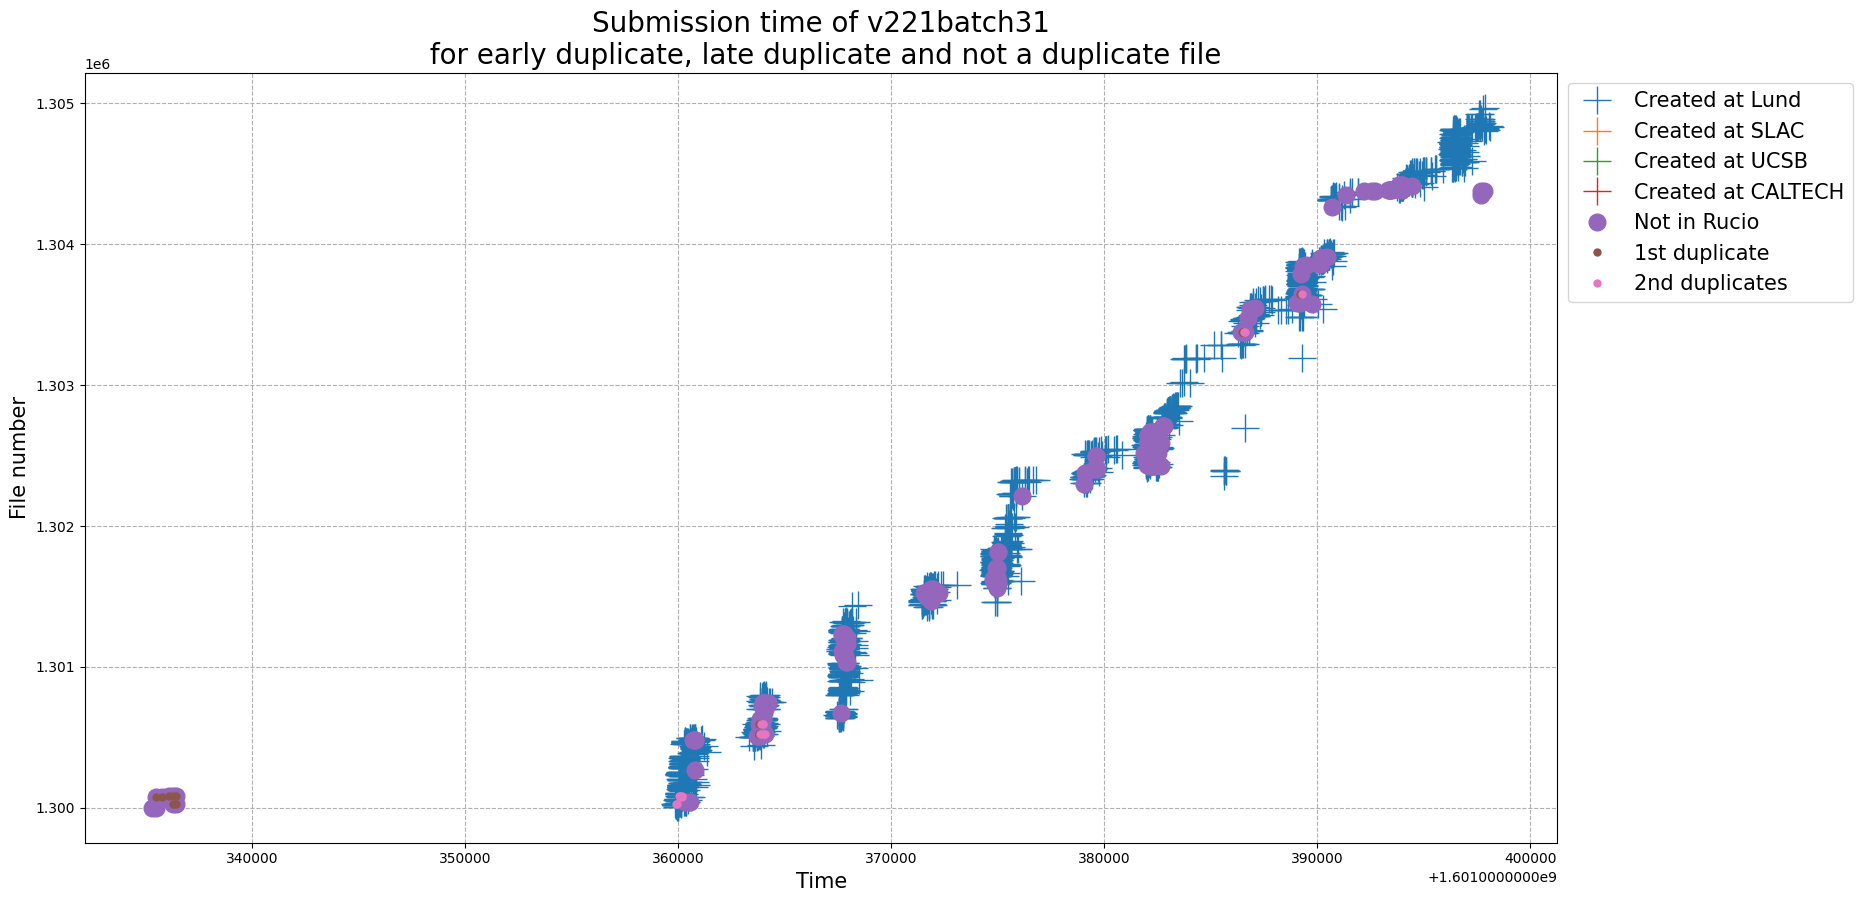 Submission time of v221batch31
for early duplicate, late duplicate and not a duplicate file
1e6
1.305
1.304
1.303
1.302
1.301
1.300
File number
340000
350000
360000
370000
380000
390000
400000
Time
+1.6010000000e9
Created at Lund
Created at SLAC
Created at UCSB
Created at CALTECH
Not in Rucio
1st duplicate
2nd duplicates